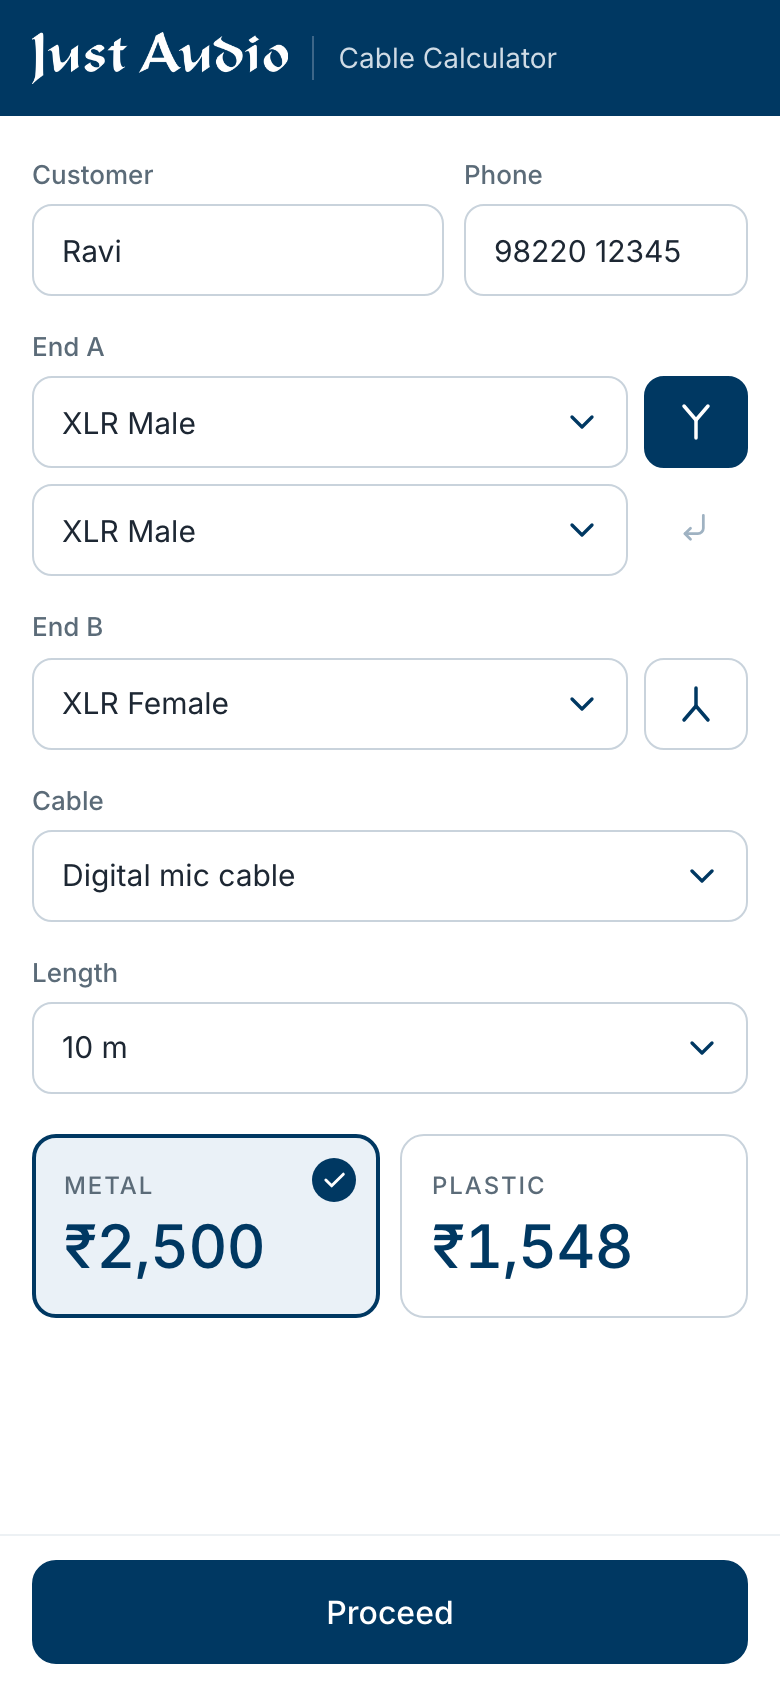 Just Audio
Cable Calculator
Customer
Phone
Ravi
98220 12345
End A
XLR Male
XLR Male
End B
XLR Female
Cable
Digital mic cable
Length
10 m
METAL
PLASTIC
₹2,500
₹1,548
Proceed